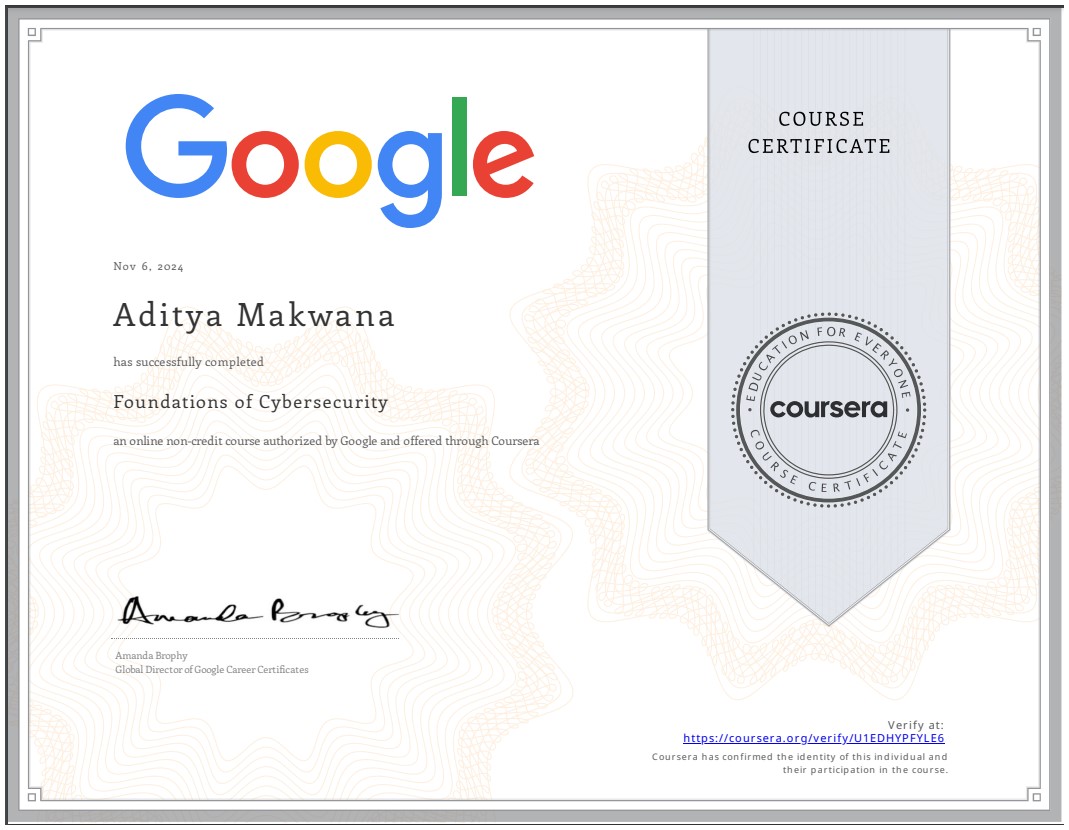 Google
COURSE
CERTIFICATE
Nov 6, 2024
Aditya Makwana
has successfully completed
Foundations of Cybersecurity
an online non-credit course authorized by Google and offered through Coursera
EDUCATION FOR EVERYONE
coursera
COURSE CERTIFICATE
Amanda Brophy
Amanda Brophy
Global Director of Google Career Certificates
Verify at:
https://coursera.org/verify/U1EDHYPFYLE6
Coursera has confirmed the identity of this individual and
their participation in the course.